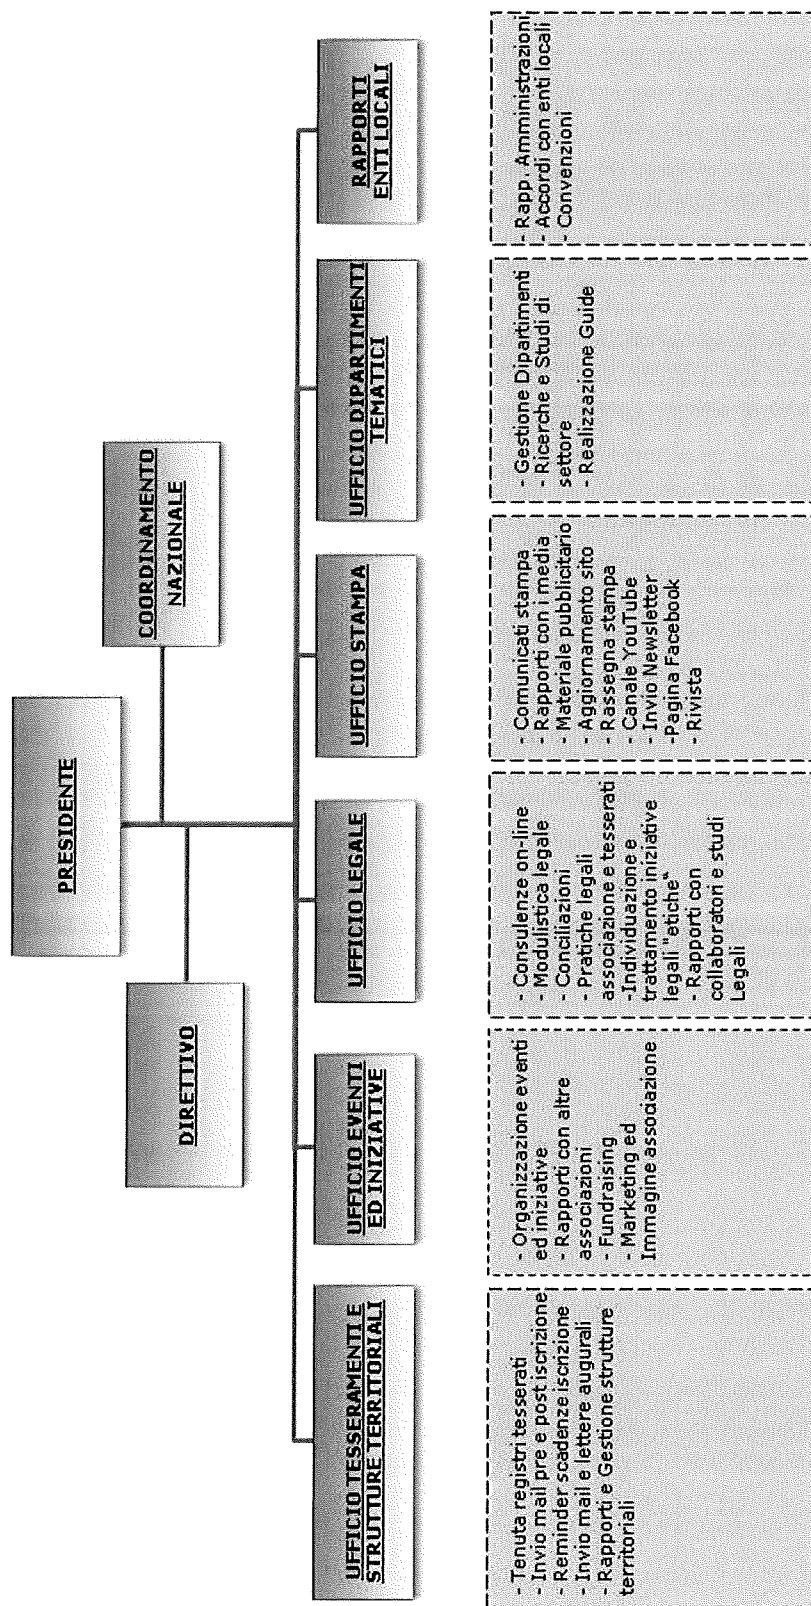 PRESIDENTE
DIRETTIVO
COORDINAMENTO
NAZIONALE
UFFICIO TESSERAMENTI E
STRUTTURE TERRITORIALI
UFFICIO EVENTI
ED INIZIATIVE
UFFICIO LEGALE
UFFICIO STAMPA
UFFICIO DIPARTIMENTI
TEMATICI
RAPPORTI
ENTI LOCALI
- Tenuta registri tesserati
- Invio mail pre e post iscrizione
- Reminder scadenze iscrizione
- Invio mail e lettere augurali
- Rapporti e Gestione strutture
territoriali
- Organizzazione eventi
ed iniziative
- Rapporti con altre
associazioni
- Fundraising
- Marketing ed
Immagine associazione
- Consulenze on-line
- Modulistica legale
- Conciliazioni
- Pratiche legali
associazione e tesserati
-Individuazione e
trattamento iniziative
legali "etiche"
- Rapporti con
collaboratori e studi
Legali
- Comunicati stampa
- Rapporti con i media
- Materiale pubblicitario
- Aggiornamento sito
- Rassegna stampa
- Canale YouTube
- Invio Newsletter
-Pagina Facebook
- Rivista
- Gestione Dipartimenti
- Ricerche e Studi di
settore
- Realizzazione Guide
- Rapp. Amministrazioni
- Accordi con enti locali
- Convenzioni